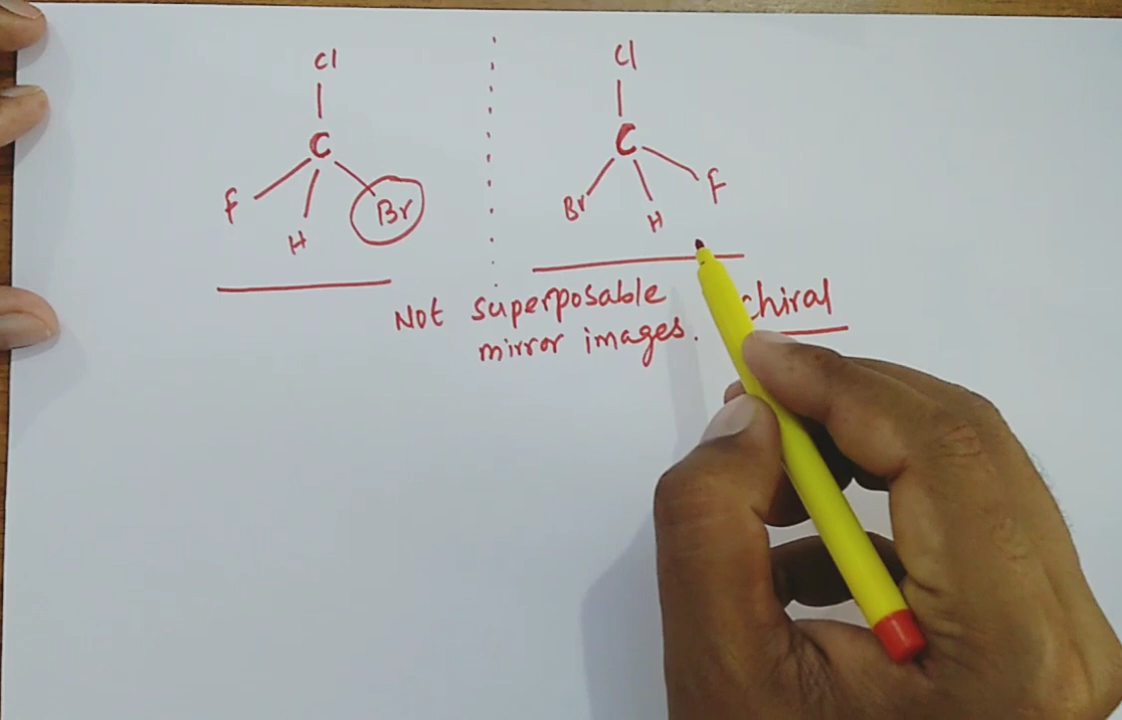 Cl
C
F
H
Br
Cl
C
Br
H
F
Not superposable chiral
mirror images.